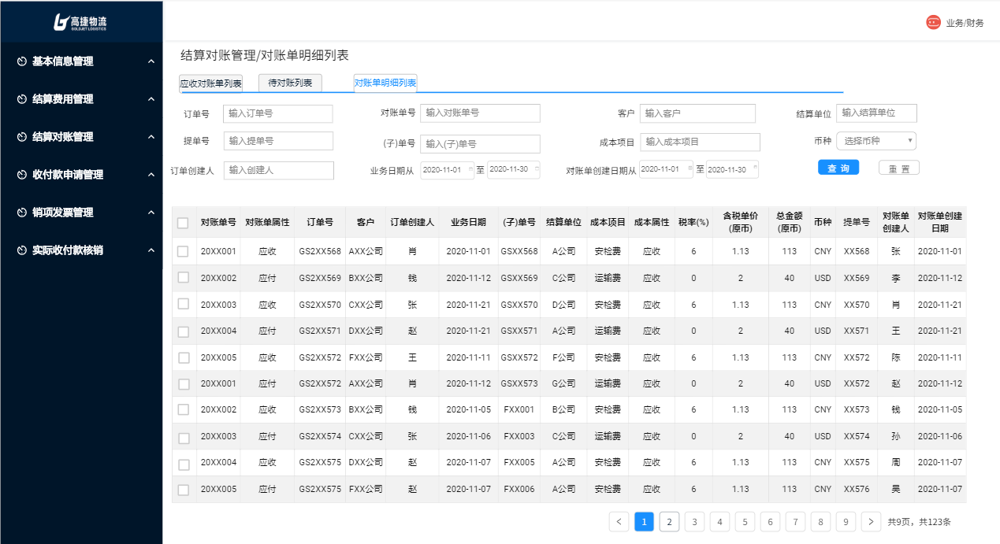 高捷物流
GOLDJET LOGISTICS
业务/财务
基本信息管理
结算费用管理
结算对账管理
收付款申请管理
销项发票管理
实际收付款核销
结算对账管理/对账单明细列表
应收对账单列表 待对账列表 对账单明细列表
订单号 输入订单号 对账单号 输入对账单号 客户 输入客户 结算单位 输入结算单位
提单号 输入提单号 (子)单号 输入(子)单号 成本项目 输入成本项目 币种 选择币种
订单创建人 输入创建人 业务日期从 2020-11-01 至 2020-11-30 对账单创建日期从 2020-11-01 至 2020-11-30 查 询 重 置
对账单号 对账单属性 订单号 客户 订单创建人 业务日期 (子)单号 结算单位 成本项目 成本属性 税率(%) 含税单价(原币) 总金额(原币) 币种 提单号 对账单创建人 对账单创建日期
20XX001 应收 GS2XX568 AXX公司 肖 2020-11-01 GSXX568 A公司 安检费 应收 6 1.13 113 CNY XX568 张 2020-11-01
20XX002 应付 GS2XX569 BXX公司 钱 2020-11-12 GSXX569 C公司 运输费 应收 0 2 40 USD XX569 李 2020-11-12
20XX003 应收 GS2XX570 CXX公司 张 2020-11-21 GSXX570 D公司 安检费 应收 6 1.13 113 CNY XX570 肖 2020-11-21
20XX004 应付 GS2XX571 DXX公司 赵 2020-11-21 GSXX571 A公司 运输费 应收 0 2 40 USD XX571 王 2020-11-21
20XX005 应收 GS2XX572 FXX公司 王 2020-11-11 GSXX572 F公司 安检费 应收 6 1.13 113 CNY XX572 陈 2020-11-11
20XX001 应付 GS2XX572 AXX公司 肖 2020-11-12 GSXX573 G公司 运输费 应收 0 2 40 USD XX572 赵 2020-11-12
20XX002 应收 GS2XX573 BXX公司 钱 2020-11-05 FXX001 B公司 安检费 应收 6 1.13 113 CNY XX573 钱 2020-11-05
20XX003 应付 GS2XX574 CXX公司 张 2020-11-06 FXX003 C公司 运输费 应收 0 2 40 USD XX574 孙 2020-11-06
20XX004 应付 GS2XX575 DXX公司 赵 2020-11-07 FXX005 A公司 安检费 应收 6 1.13 113 CNY XX575 周 2020-11-07
20XX005 应付 GS2XX575 FXX公司 赵 2020-11-07 FXX006 A公司 安检费 应收 6 1.13 113 CNY XX576 吴 2020-11-07
< 1 2 3 4 5 6 7 8 9 > 共9页，共123条